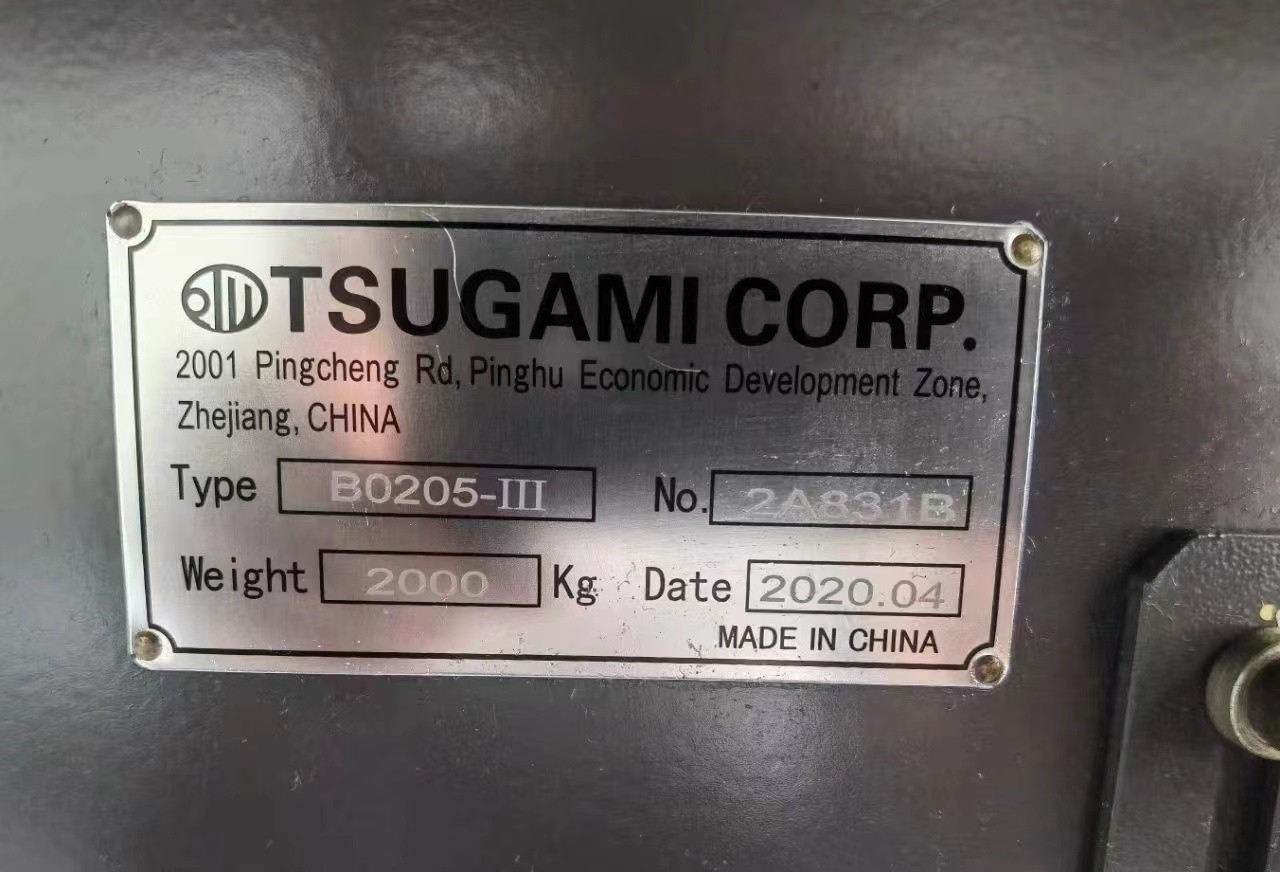 TSUGAMI CORP.
2001 Pingcheng Rd, Pinghu Economic Development Zone,
Zhejiang, CHINA
Type B0205-III No. 2A831B
Weight 2000 Kg Date 2020.04
MADE IN CHINA